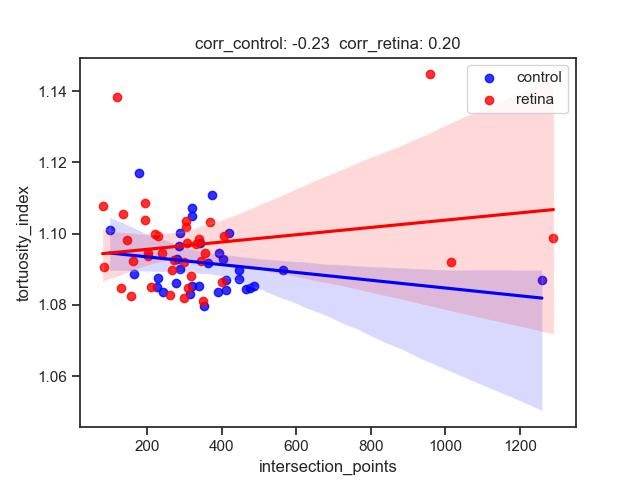 corr_control: -0.23  corr_retina: 0.20
control
retina
1.14
1.12
1.10
1.08
1.06
tortuosity_index
200 400 600 800 1000 1200
intersection_points